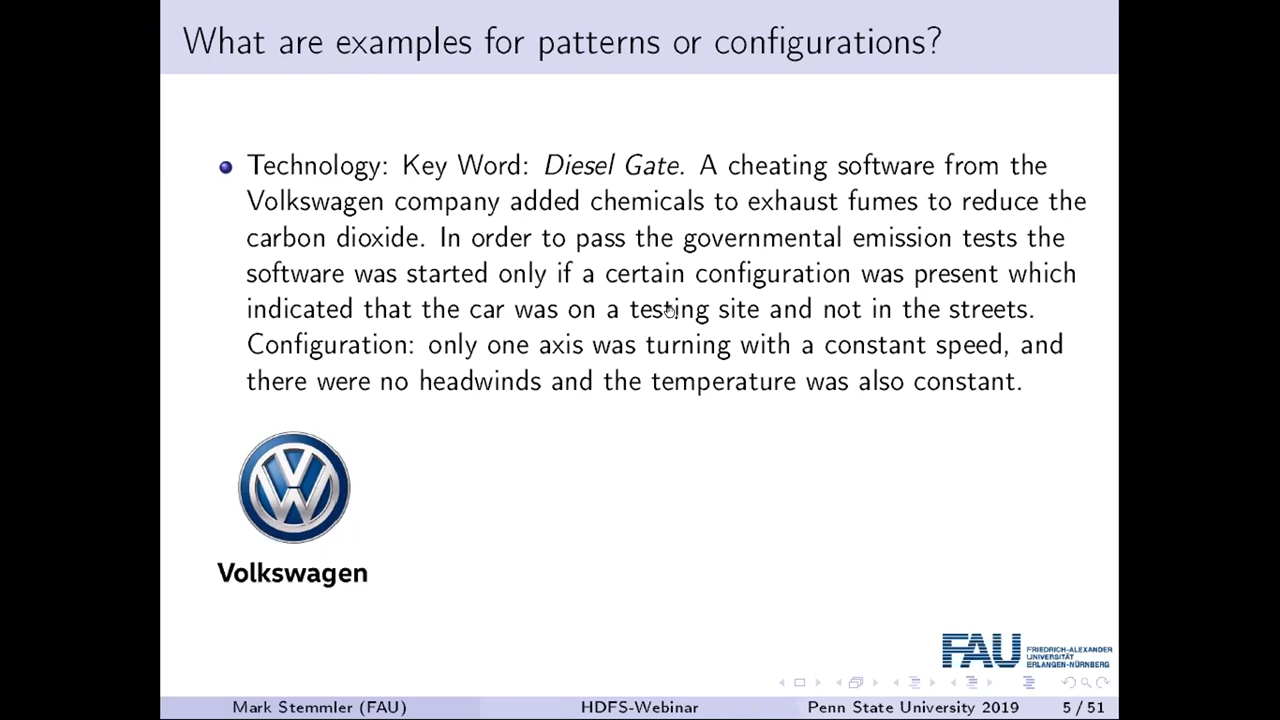 What are examples for patterns or configurations?
Technology: Key Word: Diesel Gate. A cheating software from the
Volkswagen company added chemicals to exhaust fumes to reduce the
carbon dioxide. In order to pass the governmental emission tests the
software was started only if a certain configuration was present which
indicated that the car was on a testing site and not in the streets.
Configuration: only one axis was turning with a constant speed, and
there were no headwinds and the temperature was also constant.
Volkswagen
FAU
FRIEDRICH-ALEXANDER
UNIVERSITÄT
ERLANGEN-NÜRNBERG
Mark Stemmler (FAU)
HDFS-Webinar
Penn State University 2019
5 / 51